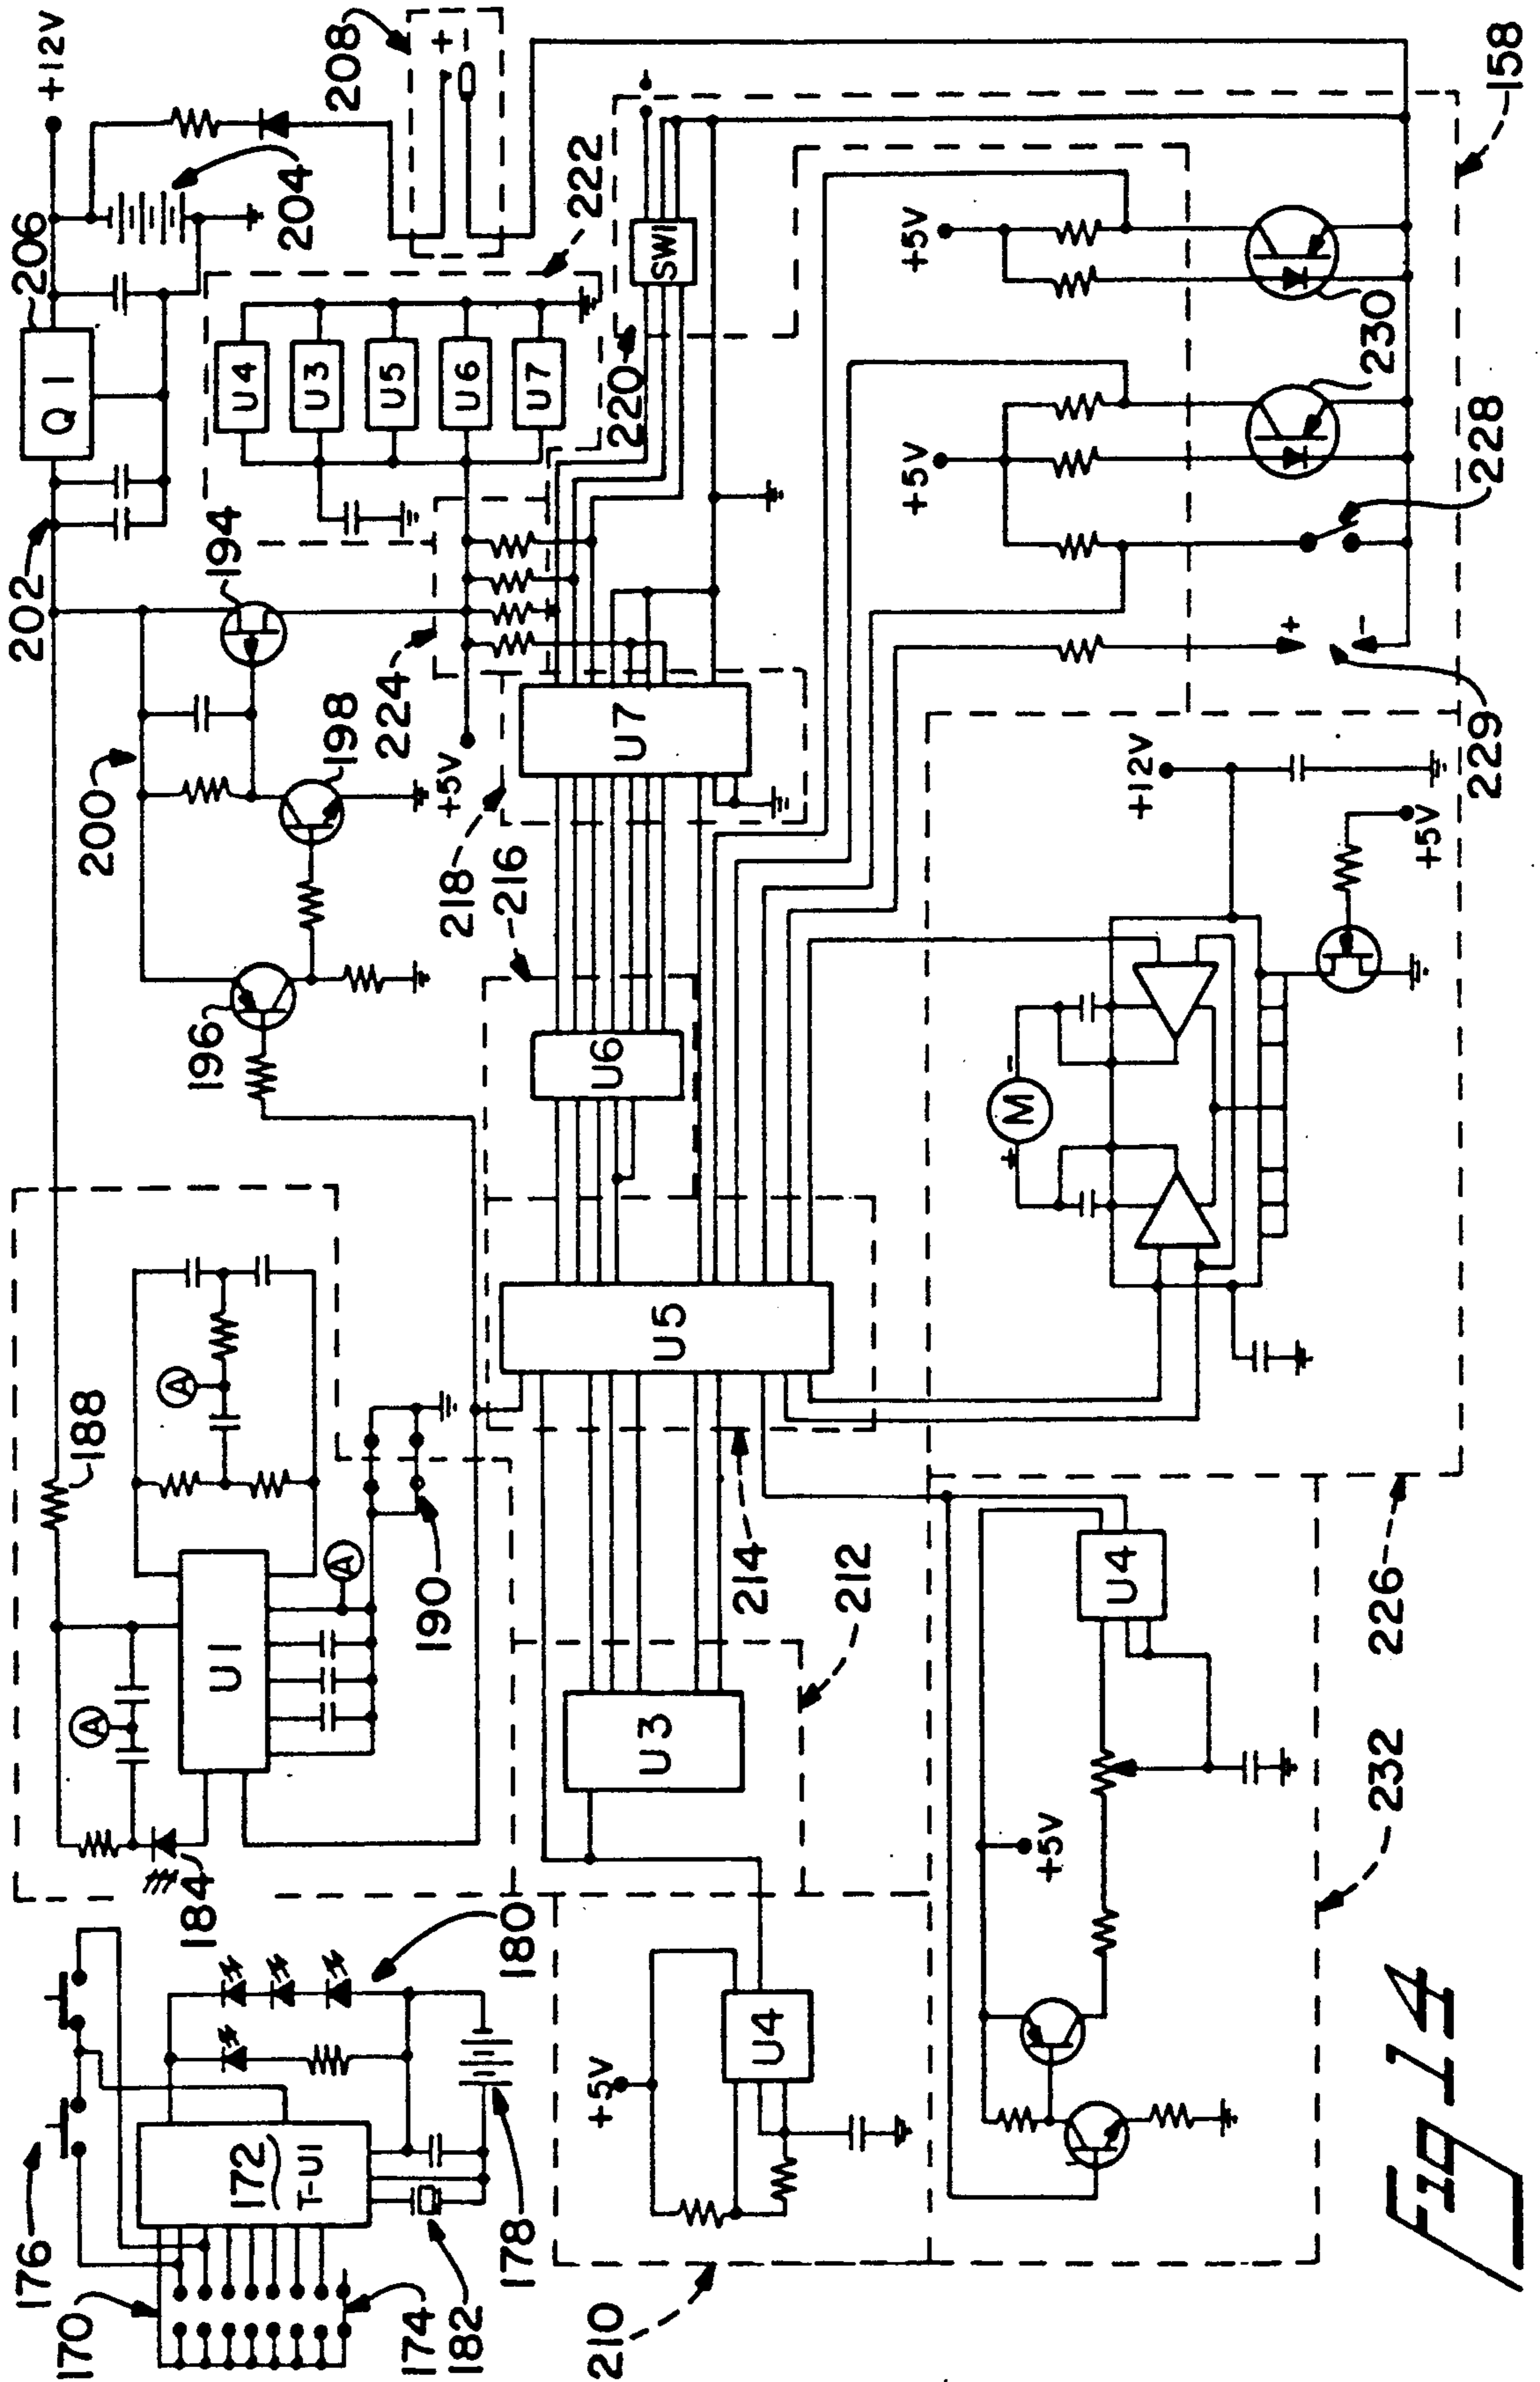 +12V
206
204
208
+
−
Q1
202
194
222
U4
U3
U5
U6
U7
220
SW1
158
+5V
230
+5V
228
+
-
229
200
198
224
+5V
U7
218
216
196
U6
+12V
+5V
M
-
+
188
A
U5
214
190
A
U1
A
U3
212
226
U4
232
+5V
184
180
+5V
U4
176
172
T-U1
178
170
174
182
210
Fig 14